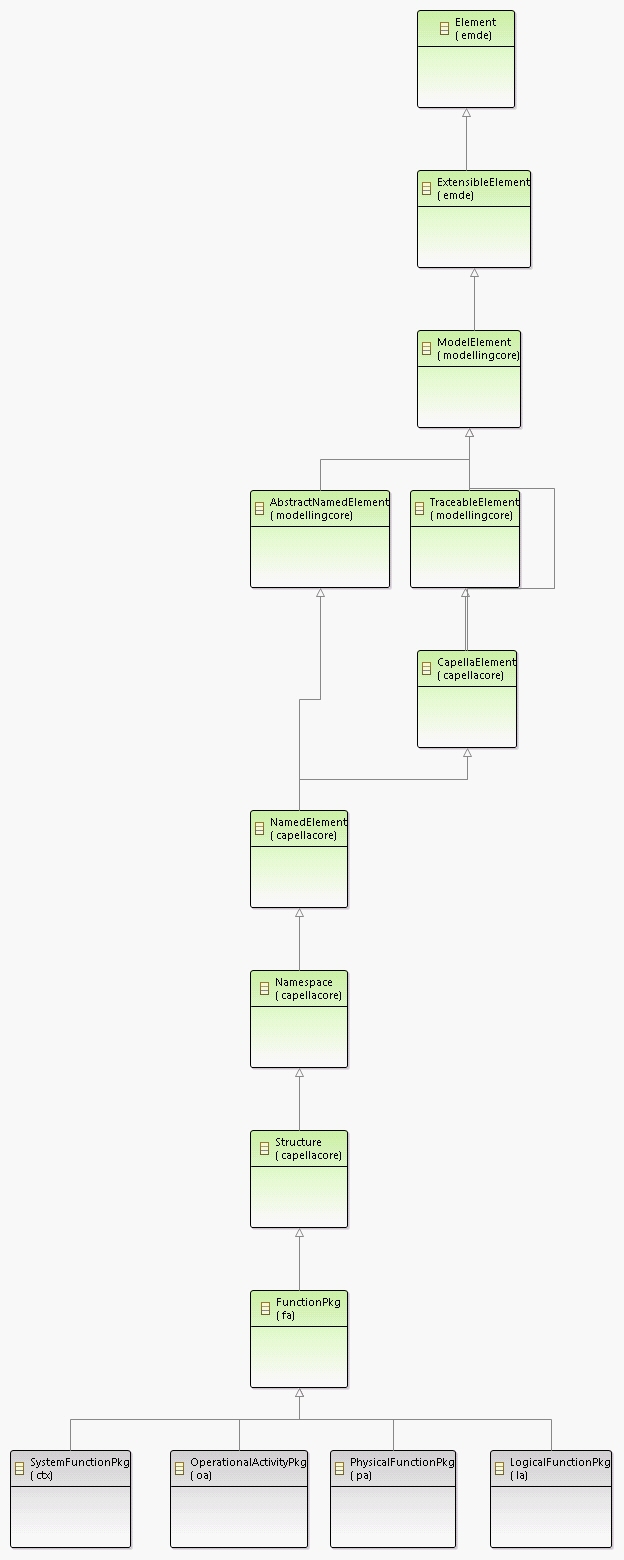 Element
( emde)
ExtensibleElement
( emde)
ModelElement
( modellingcore)
AbstractNamedElement
( modellingcore)
TraceableElement
( modellingcore)
CapellaElement
( capellacore)
NamedElement
( capellacore)
Namespace
( capellacore)
Structure
( capellacore)
FunctionPkg
( fa)
SystemFunctionPkg
( ctx)
OperationalActivityPkg
( oa)
PhysicalFunctionPkg
( pa)
LogicalFunctionPkg
( la)